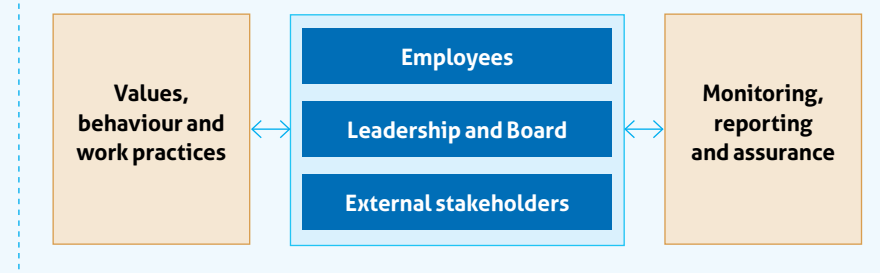 Values,
behaviour and
work practices
Employees
Leadership and Board
External stakeholders
Monitoring,
reporting
and assurance